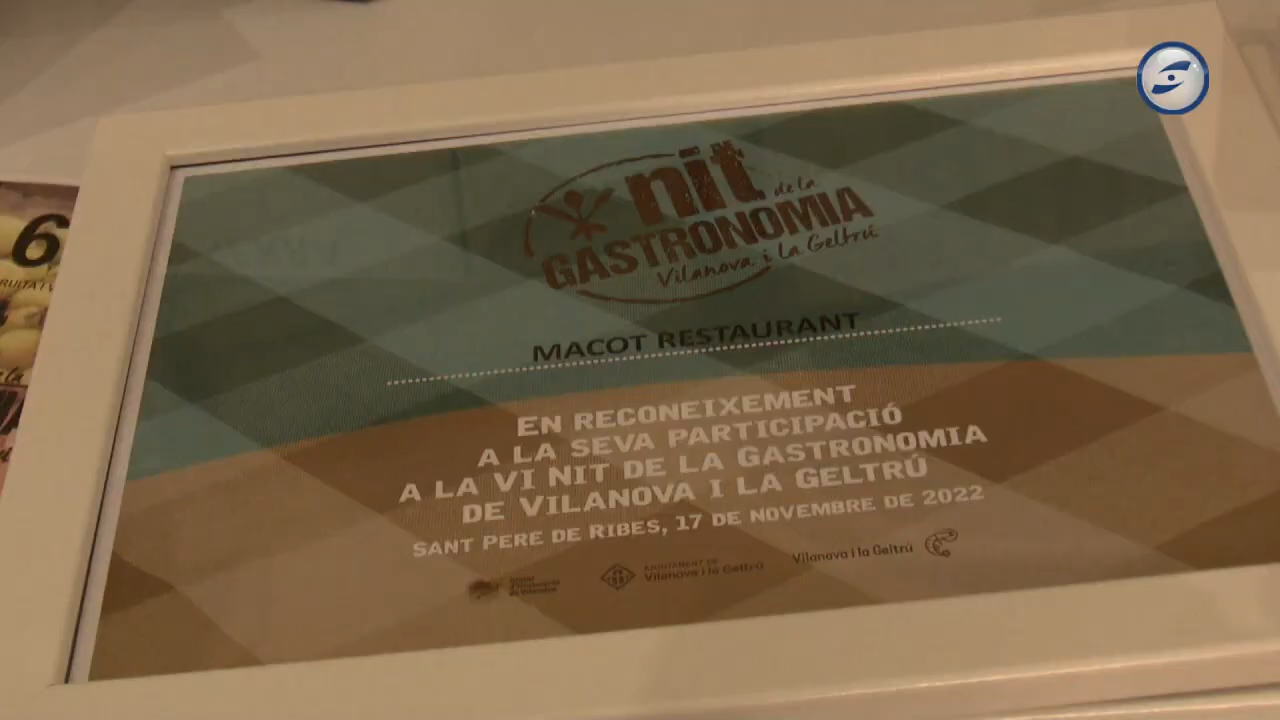 nit de la
GASTRONOMIA
Vilanova i La Geltrú
MACOT RESTAURANT
EN RECONEIXEMENT
A LA SEVA PARTICIPACIÓ
A LA VI NIT DE LA GASTRONOMIA
DE VILANOVA I LA GELTRÚ
SANT PERE DE RIBES, 17 DE NOVEMBRE DE 2022
AJUNTAMENT DE
Vilanova i la Geltrú
Vilanova i la Geltrú
6